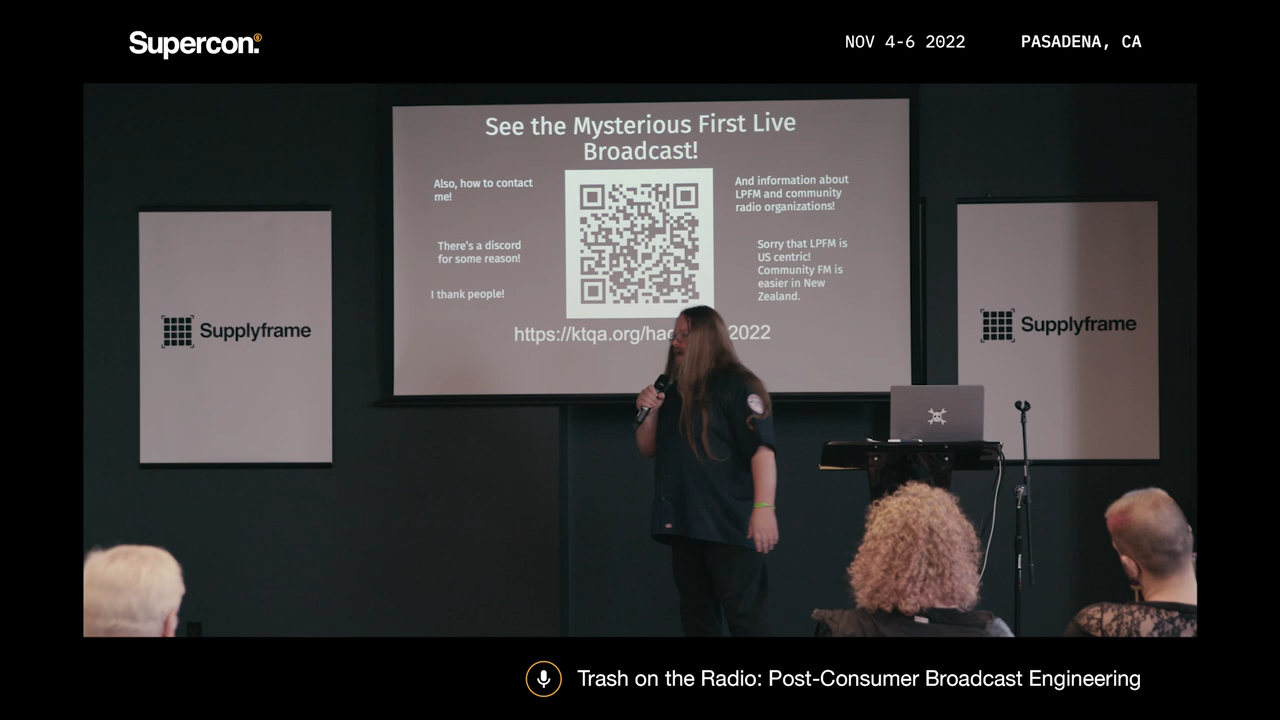 Supercon.6
NOV 4-6 2022
PASADENA, CA
See the Mysterious First Live
Broadcast!
Also, how to contact
me!
There's a discord
for some reason!
I thank people!
And information about
LPFM and community
radio organizations!
Sorry that LPFM is
US centric!
Community FM is
easier in New
Zealand.
https://ktqa.org/hac
2022
Supplyframe
Supplyframe
Trash on the Radio: Post-Consumer Broadcast Engineering